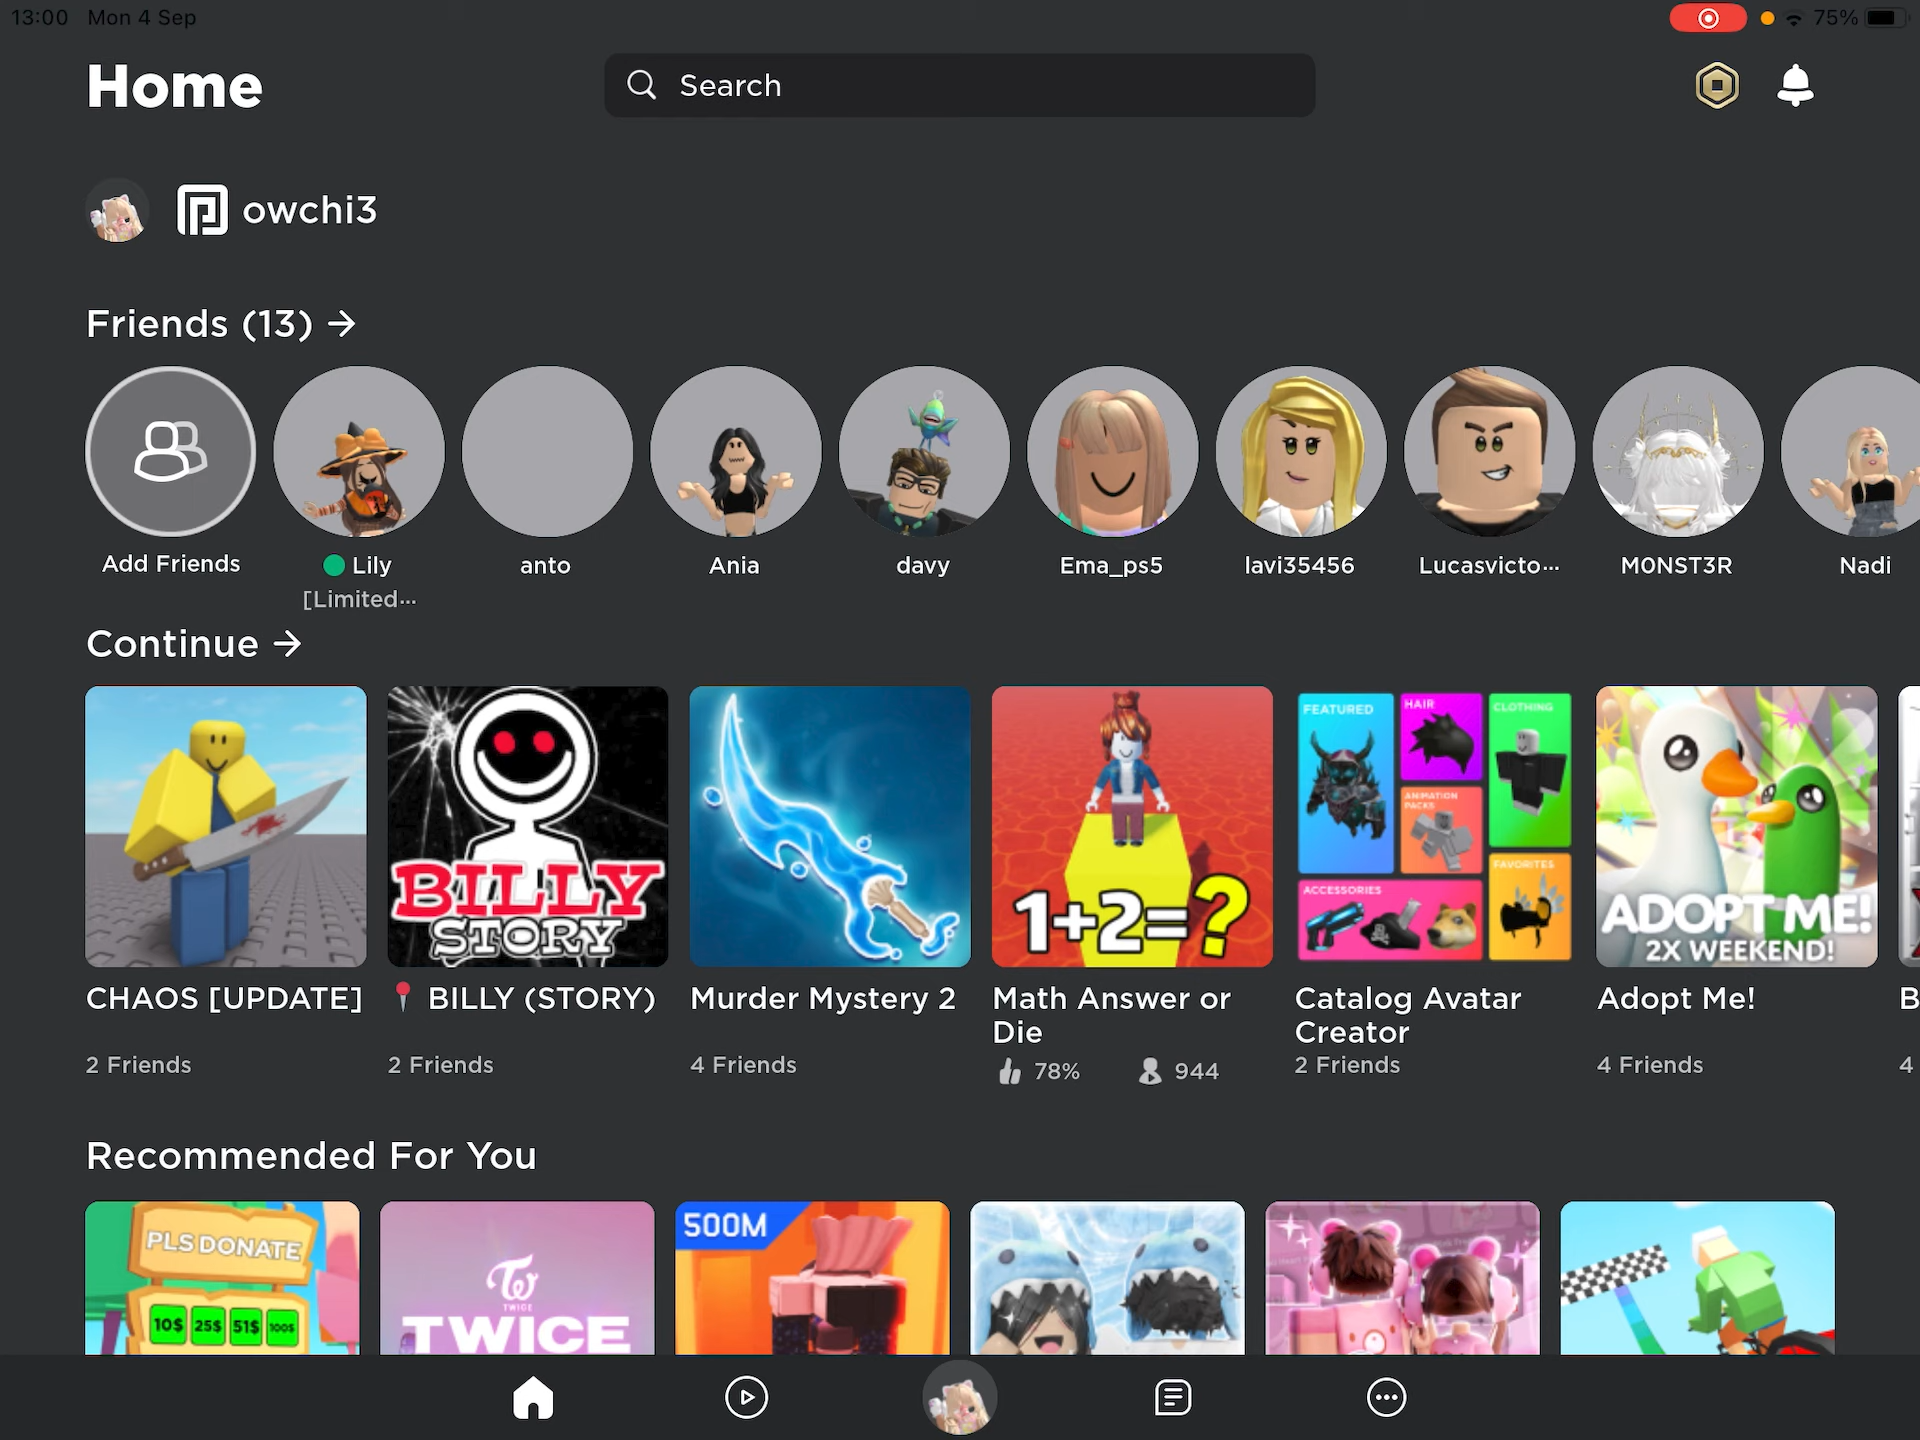 13:00 Mon 4 Sep
75%
Home
Search
owchi3
Friends (13) →
Add Friends
Lily
[Limited...
anto
Ania
davy
Ema_ps5
lavi35456
Lucasvicto...
M0NST3R
Nadi
Continue →
BILLY
STORY
1+2=?
FEATURED
HAIR
CLOTHING
ANIMATION
PACKS
ACCESSORIES
FAVORITES
ADOPT ME!
2X WEEKEND!
CHAOS [UPDATE]
2 Friends
BILLY (STORY)
2 Friends
Murder Mystery 2
4 Friends
Math Answer or
Die
78% 944
Catalog Avatar
Creator
2 Friends
Adopt Me!
4 Friends
B
4
Recommended For You
PLS DONATE
10$ 25$ 51$ 100$
TWICE
TWICE
500M